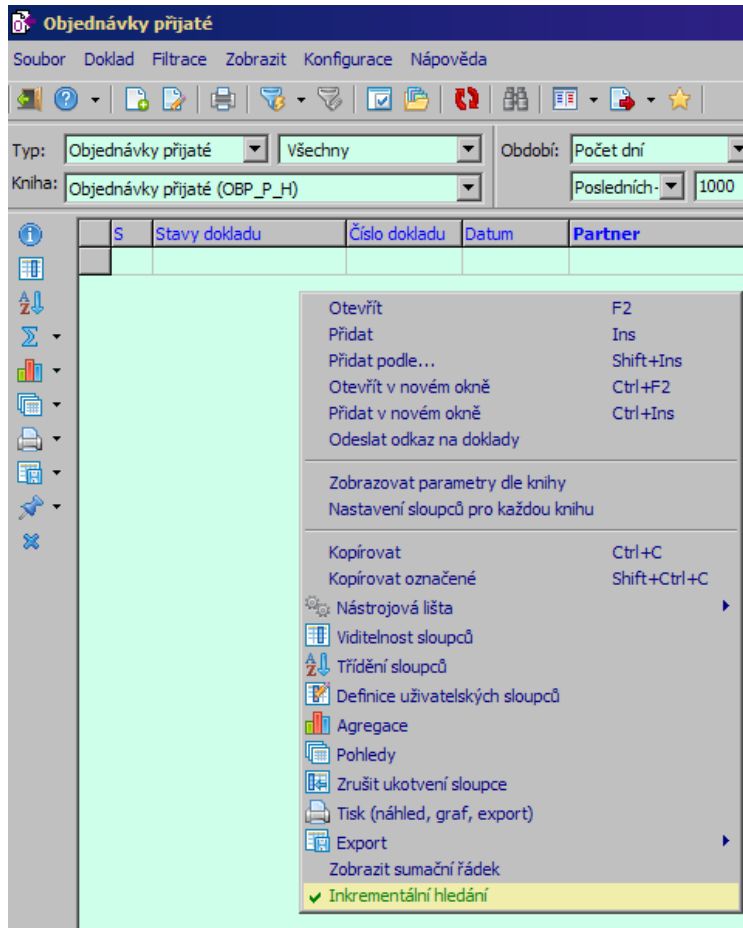 Objednávky přijaté
Soubor Doklad Filtrace Zobrazit Konfigurace Nápověda
Typ: Objednávky přijaté Všechny Období: Počet dní
Kniha: Objednávky přijaté (OBP_P_H) Posledních- 1000
S Stavy dokladu Číslo dokladu Datum Partner
Otevřít F2
Přidat Ins
Přidat podle... Shift+Ins
Otevřít v novém okně Ctrl+F2
Přidat v novém okně Ctrl+Ins
Odeslat odkaz na doklady
Zobrazovat parametry dle knihy
Nastavení sloupců pro každou knihu
Kopírovat Ctrl+C
Kopírovat označené Shift+Ctrl+C
Nástrojová lišta
Viditelnost sloupců
Třídění sloupců
Definice uživatelských sloupců
Agregace
Pohledy
Zrušit ukotvení sloupce
Tisk (náhled, graf, export)
Export
Zobrazit sumační řádek
Inkrementální hledání